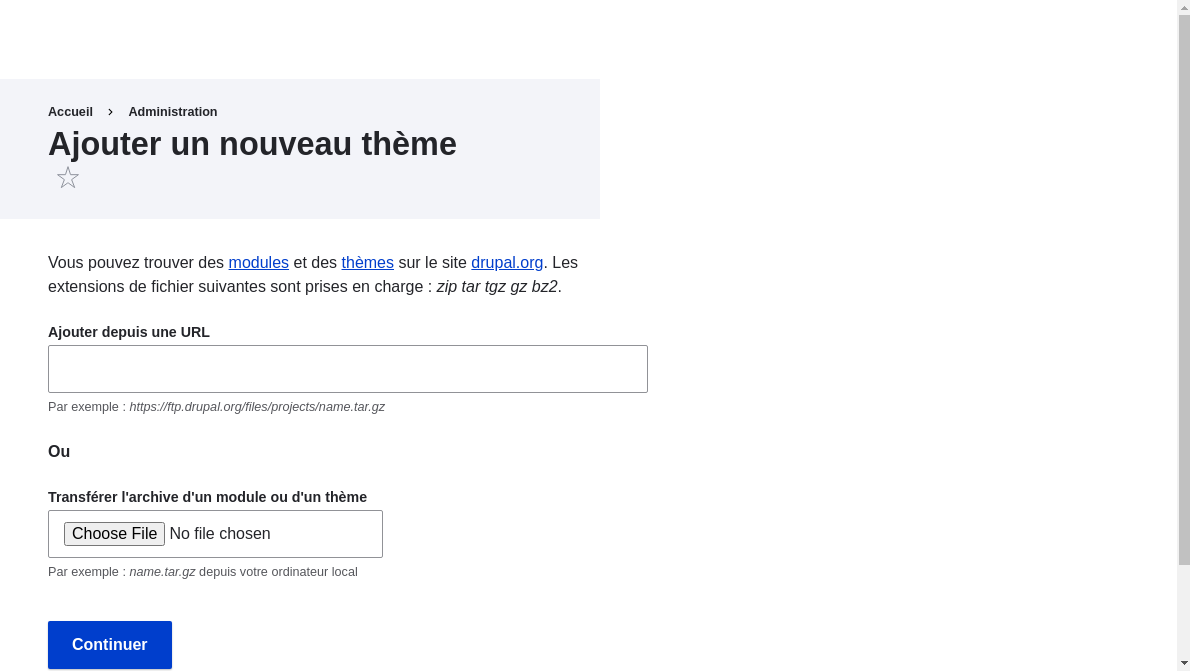 Accueil › Administration
Ajouter un nouveau thème
Vous pouvez trouver des modules et des thèmes sur le site drupal.org. Les
extensions de fichier suivantes sont prises en charge : zip tar tgz gz bz2.
Ajouter depuis une URL
Par exemple : https://ftp.drupal.org/files/projects/name.tar.gz
Ou
Transférer l'archive d'un module ou d'un thème
Choose File No file chosen
Par exemple : name.tar.gz depuis votre ordinateur local
Continuer